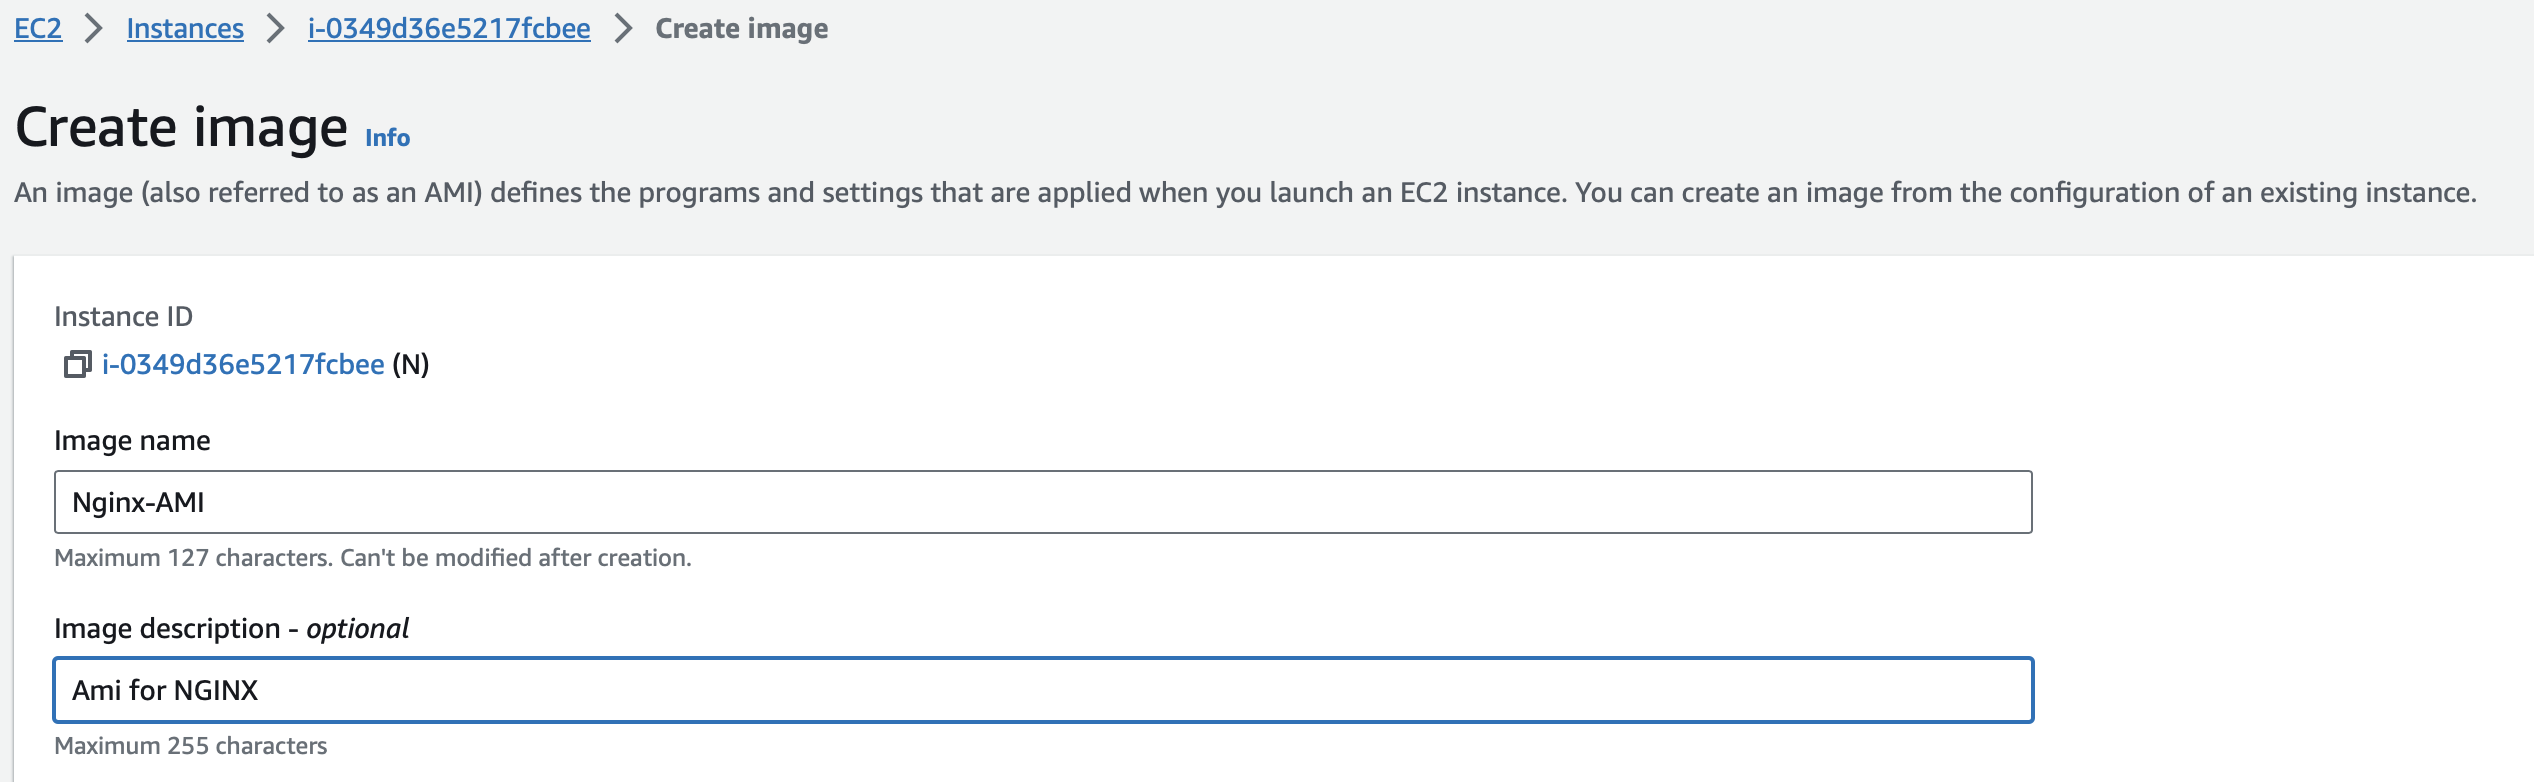 EC2 > Instances > i-0349d36e5217fcbee > Create image
Create image Info
An image (also referred to as an AMI) defines the programs and settings that are applied when you launch an EC2 instance. You can create an image from the configuration of an existing instance.
Instance ID
i-0349d36e5217fcbee (N)
Image name
Nginx-AMI
Maximum 127 characters. Can't be modified after creation.
Image description - optional
Ami for NGINX
Maximum 255 characters